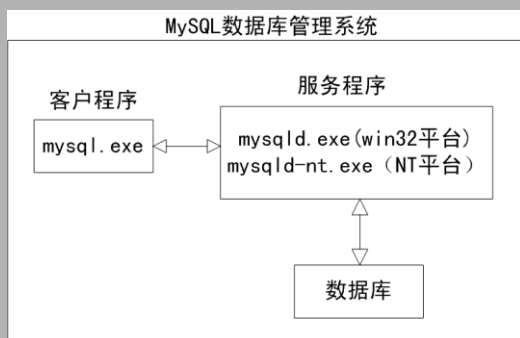 MySQL数据库管理系统
服务程序
客户程序
mysql.exe
mysqld.exe(win32平台)
mysqld-nt.exe（NT平台）
数据库